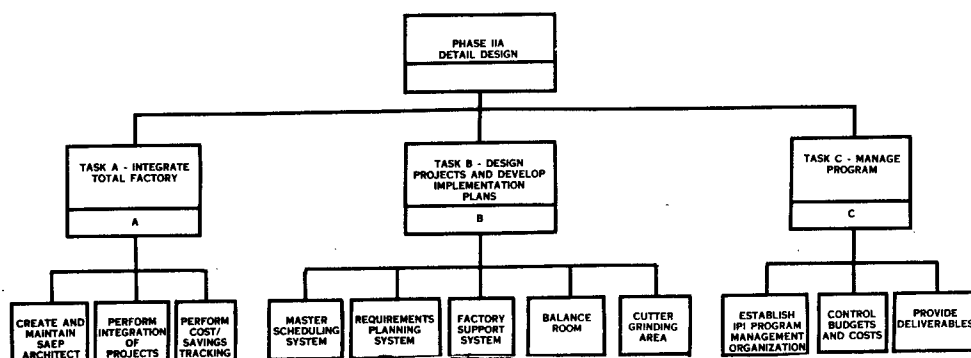 PHASE IIA
DETAIL DESIGN
TASK A - INTEGRATE
TOTAL FACTORY
A
TASK B - DESIGN
PROJECTS AND DEVELOP
IMPLEMENTATION
PLANS
B
TASK C - MANAGE
PROGRAM
C
CREATE AND
MAINTAIN
SAEP
ARCHITECT
PERFORM
INTEGRATION
OF
PROJECTS
PERFORM
COST/
SAVINGS
TRACKING
MASTER
SCHEDULING
SYSTEM
REQUIREMENTS
PLANNING
SYSTEM
FACTORY
SUPPORT
SYSTEM
BALANCE
ROOM
CUTTER
GRINDING
AREA
ESTABLISH
IPI PROGRAM
MANAGEMENT
ORGANIZATION
CONTROL
BUDGETS
AND COSTS
PROVIDE
DELIVERABLES